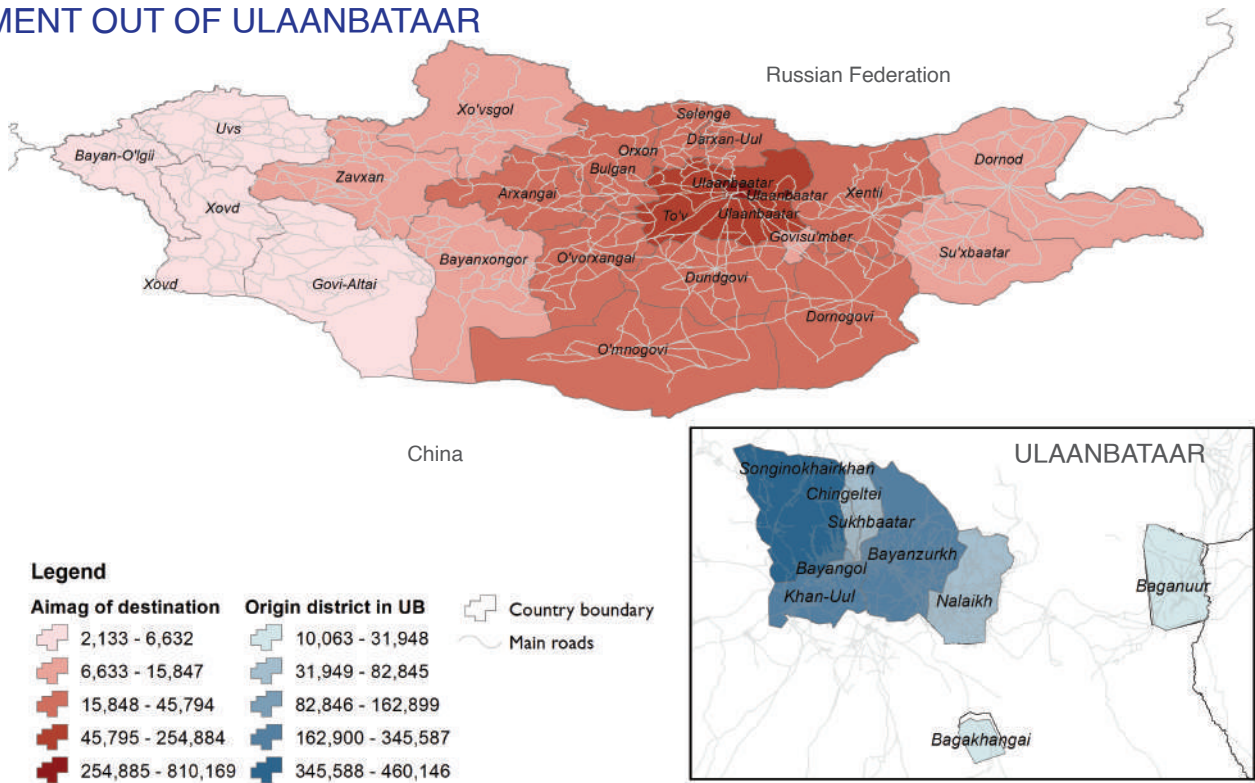 MENT OUT OF ULAANBATAAR
Russian Federation
Xo'vsgol
Selenge
Uvs
Darxan-Uul
Orxon
Dornod
Bayan-O'lgii
Bulgan
Zavxan
Ulaanbaatar
Arxangai
Ulaanbaatar
Xentii
Xovd
To'v
Ulaanbaatar
Govisu'mber
Bayanxongor
O'vorxangai
Su'xbaatar
Xovd
Govi-Altai
Dundgovi
Dornogovi
O'mnogovi
China
ULAANBATAAR
Songinokhairkhan
Chingeltei
Sukhbaatar
Bayanzurkh
Bayangol
Khan-Uul
Nalaikh
Baganuur
Bagakhangai
Legend
Aimag of destination
2,133 - 6,632
6,633 - 15,847
15,848 - 45,794
45,795 - 254,884
254,885 - 810,169
Origin district in UB
10,063 - 31,948
31,949 - 82,845
82,846 - 162,899
162,900 - 345,587
345,588 - 460,146
Country boundary
Main roads